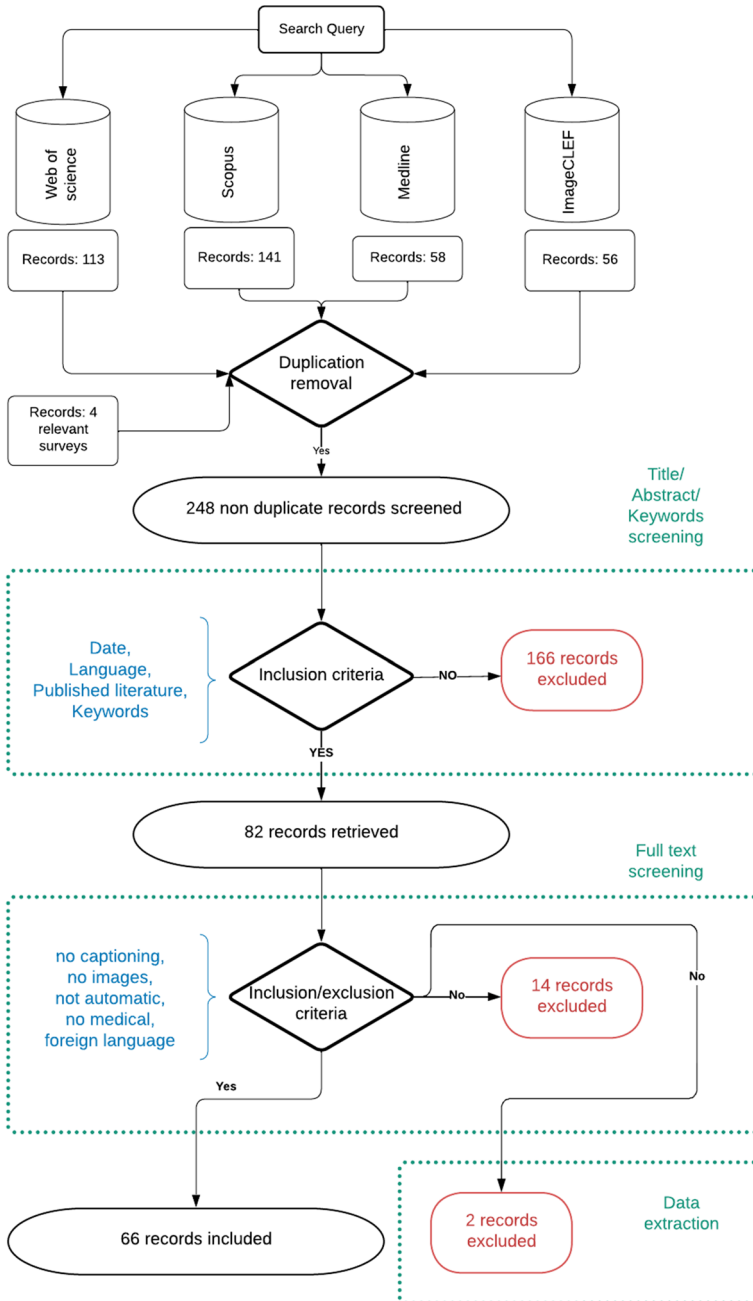 Search Query
Web of
science
Scopus
Medline
ImageCLEF
Records: 113
Records: 141
Records: 58
Records: 56
Duplication
removal
Records: 4
relevant
surveys
Yes
248 non duplicate records screened
Title/
Abstract/
Keywords
screening
Date,
Language,
Published literature,
Keywords
Inclusion criteria
NO
166 records
excluded
YES
82 records retrieved
Full text
screening
no captioning,
no images,
not automatic,
no medical,
foreign language
Inclusion/exclusion
criteria
No
14 records
excluded
No
Yes
66 records included
2 records
excluded
Data
extraction